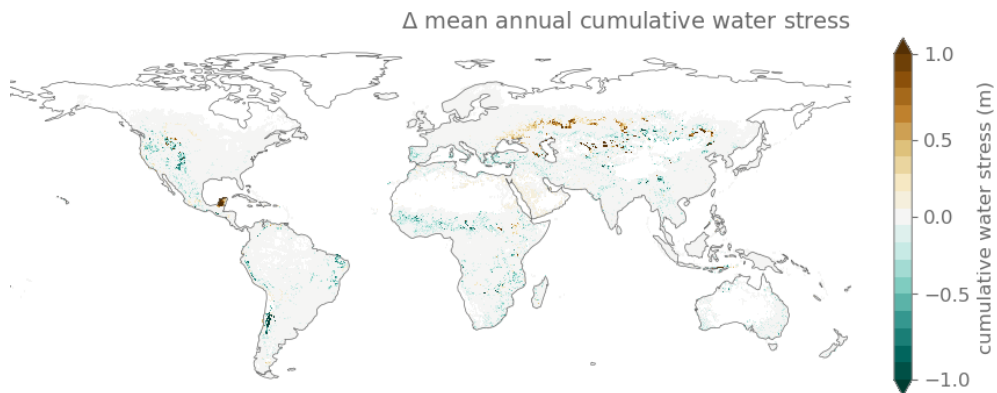 Δ mean annual cumulative water stress
1.0
0.5
0.0
−0.5
−1.0
cumulative water stress (m)